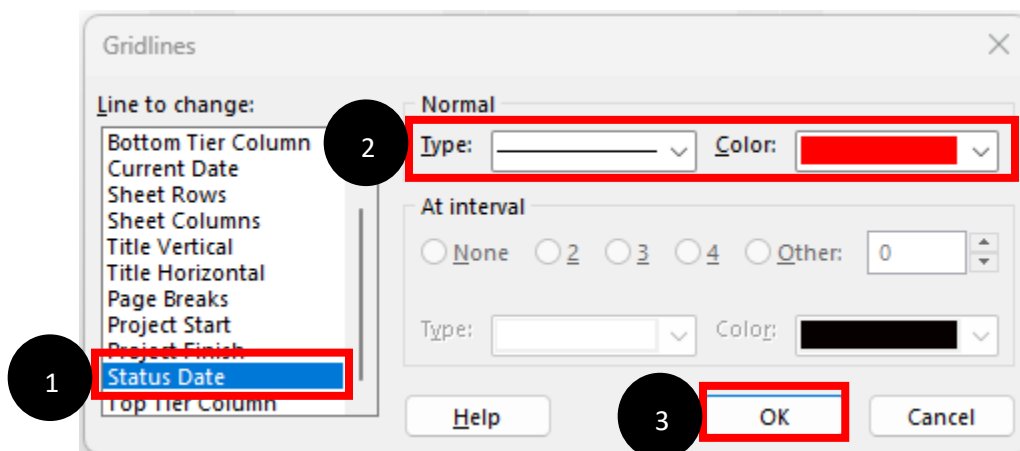 Gridlines
Line to change:
Bottom Tier Column
Current Date
Sheet Rows
Sheet Columns
Title Vertical
Title Horizontal
Page Breaks
Project Start
Project Finish
Status Date
Top Tier Column
1
2
Normal
Type:
Color:
At interval
None 2 3 4 Other: 0
Type:
Color:
Help
3
OK
Cancel